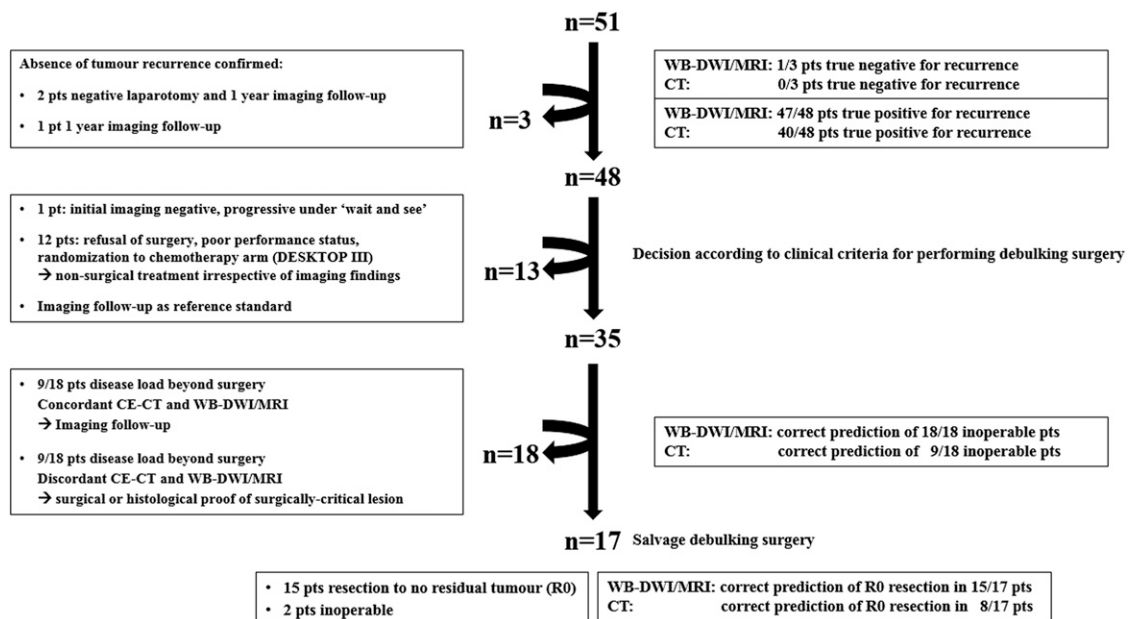 n=51
Absence of tumour recurrence confirmed:
• 2 pts negative laparotomy and 1 year imaging follow-up
• 1 pt 1 year imaging follow-up
n=3
WB-DWI/MRI: 1/3 pts true negative for recurrence
CT: 0/3 pts true negative for recurrence
WB-DWI/MRI: 47/48 pts true positive for recurrence
CT: 40/48 pts true positive for recurrence
n=48
• 1 pt: initial imaging negative, progressive under ‘wait and see’
• 12 pts: refusal of surgery, poor performance status,
randomization to chemotherapy arm (DESKTOP III)
→ non-surgical treatment irrespective of imaging findings
• Imaging follow-up as reference standard
n=13
Decision according to clinical criteria for performing debulking surgery
n=35
• 9/18 pts disease load beyond surgery
Concordant CE-CT and WB-DWI/MRI
→ Imaging follow-up
• 9/18 pts disease load beyond surgery
Discordant CE-CT and WB-DWI/MRI
→ surgical or histological proof of surgically-critical lesion
n=18
WB-DWI/MRI: correct prediction of 18/18 inoperable pts
CT: correct prediction of 9/18 inoperable pts
n=17 Salvage debulking surgery
• 15 pts resection to no residual tumour (R0)
• 2 pts inoperable
WB-DWI/MRI: correct prediction of R0 resection in 15/17 pts
CT: correct prediction of R0 resection in 8/17 pts